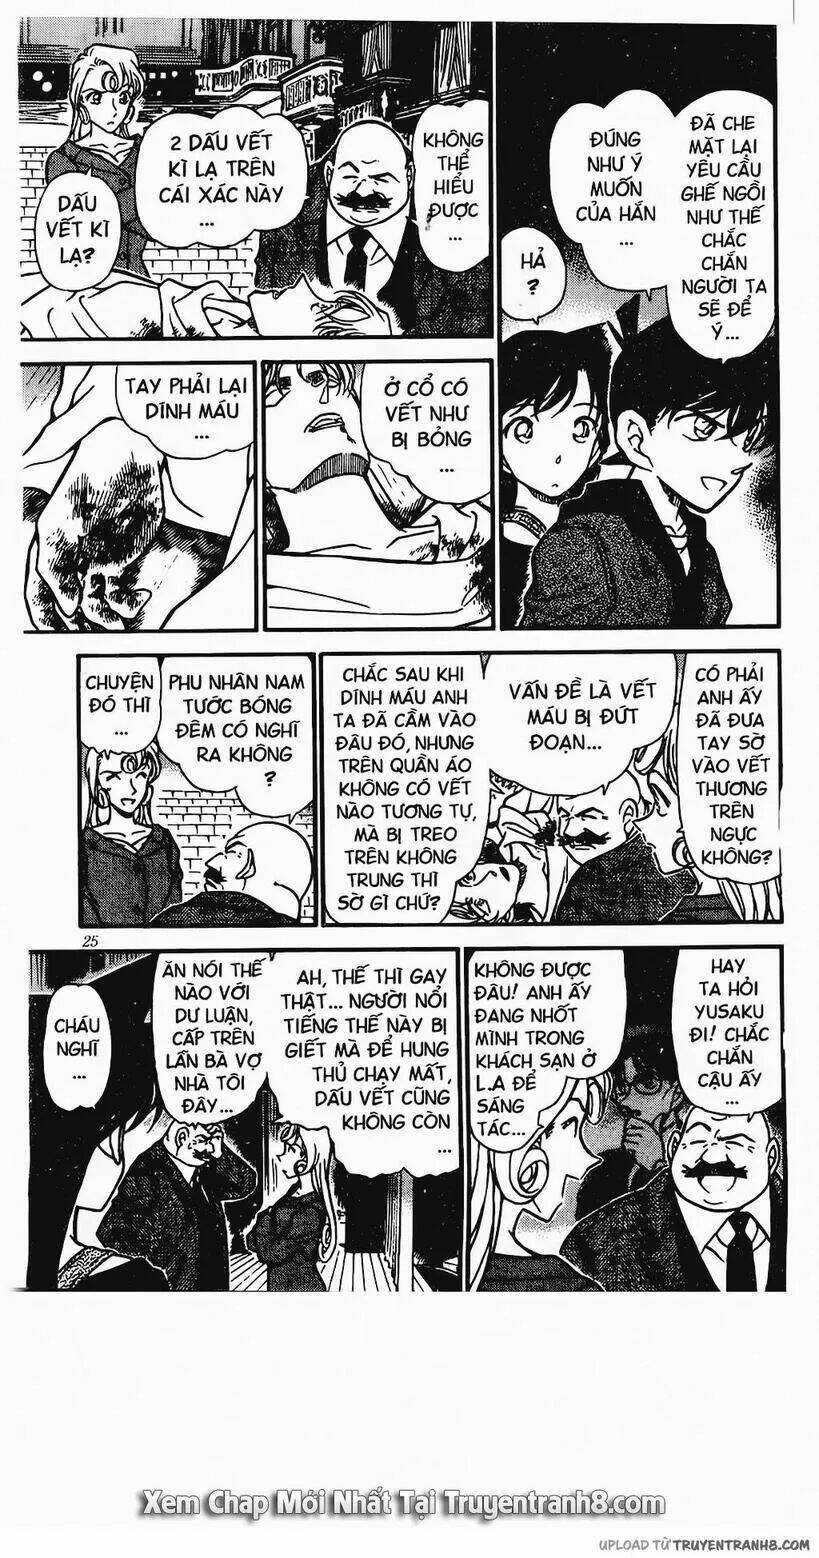 ĐÃ CHE
MẶT LẠI
YÊU CẦU
GHẾ NGỒI
NHƯ THẾ
CHẮC
CHẮN
NGƯỜI TA
SẼ ĐỂ
Ý...
ĐÚNG
NHƯ Ý
MUỐN
CỦA HẮN
...
HẢ
?
KHÔNG
THỂ
HIỂU
ĐƯỢC
...
2 DẤU VẾT
KÌ LẠ TRÊN
CÁI XÁC NÀY
...
DẤU
VẾT KÌ
LẠ?
Ở CỔ CÓ
VẾT NHƯ
BỊ BỎNG
...
TAY PHẢI LẠI
DÍNH MÁU
...
CÓ PHẢI
ANH ẤY
ĐÃ ĐƯA
TAY SỜ
VÀO VẾT
THƯƠNG
TRÊN
NGỰC
KHÔNG?
VẤN ĐỀ LÀ VẾT
MÁU BỊ ĐỨT
ĐOẠN...
CHẮC SAU KHI
DÍNH MÁU ANH
TA ĐÃ CẦM VÀO
ĐÂU ĐÓ, NHƯNG
TRÊN QUẦN ÁO
KHÔNG CÓ VẾT
NÀO TƯƠNG TỰ,
MÀ BỊ TREO
TRÊN KHÔNG
TRUNG THÌ
SỜ GÌ CHỨ?
PHU NHÂN NAM
TƯỚC BÓNG
ĐÊM CÓ NGHĨ
RA KHÔNG
?
CHUYỆN
ĐÓ THÌ
...
25
HAY
TA HỎI
YUSAKU
ĐI! CHẮC
CHẮN
CẬU ẤY
...
KHÔNG ĐƯỢC
ĐÂU! ANH ẤY
ĐANG NHỐT
MÌNH TRONG
KHÁCH SẠN Ở
L.A ĐỂ
SÁNG
TÁC...
AH, THẾ THÌ GAY
THẬT... NGƯỜI NỔI
TIẾNG THẾ NÀY BỊ
GIẾT MÀ ĐỂ HUNG
THỦ CHẠY MẤT,
DẤU VẾT CŨNG
KHÔNG CÒN
...
ĂN NÓI THẾ
NÀO VỚI
DƯ LUẬN,
CẤP TRÊN
LẪN BÀ VỢ
NHÀ TÔI
ĐÂY...
CHÁU
NGHĨ
...
Xem Chap Mới Nhất Tại Truyentranh8.com
UPLOAD TỪ TRUYENTRANH8.COM